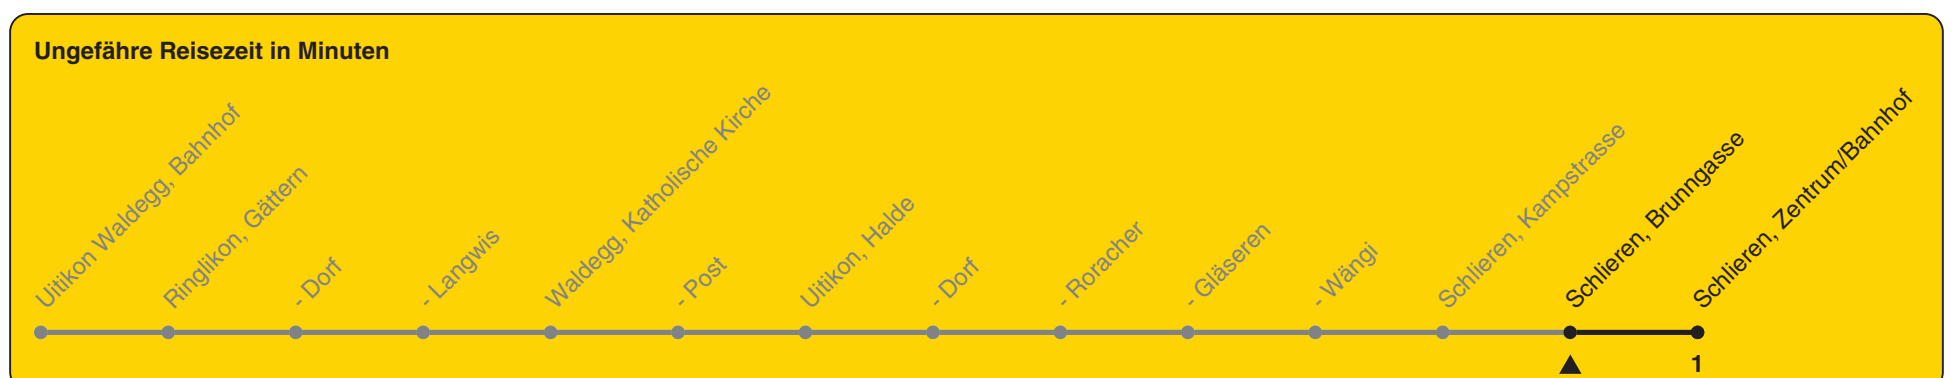 Ungefähre Reisezeit in Minuten
Uitikon Waldegg, Bahnhof
Ringlikon, Gättern
- Dorf
- Langwis
Waldegg, Katholische Kirche
- Post
Uitikon, Halde
- Dorf
- Roracher
- Gläseren
- Wängi
Schlieren, Kampstrasse
Schlieren, Brunngasse
Schlieren, Zentrum/Bahnhof
1